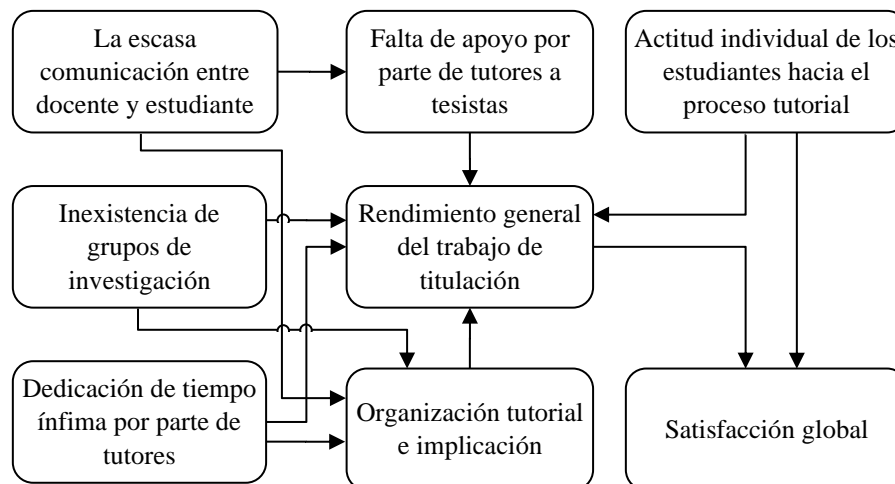 La escasa
comunicación entre
docente y estudiante
Falta de apoyo por
parte de tutores a
tesistas
Actitud individual de los
estudiantes hacia el
proceso tutorial
Inexistencia de
grupos de
investigación
Rendimiento general
del trabajo de
titulación
Dedicación de tiempo
ínfima por parte de
tutores
Organización tutorial
e implicación
Satisfacción global